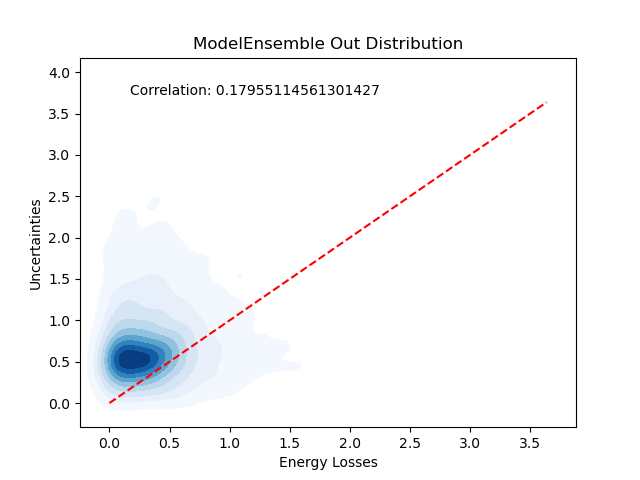 ModelEnsemble Out Distribution
Correlation: 0.17955114561301427
4.0
3.5
3.0
2.5
2.0
1.5
1.0
0.5
0.0
Uncertainties
0.0 0.5 1.0 1.5 2.0 2.5 3.0 3.5
Energy Losses